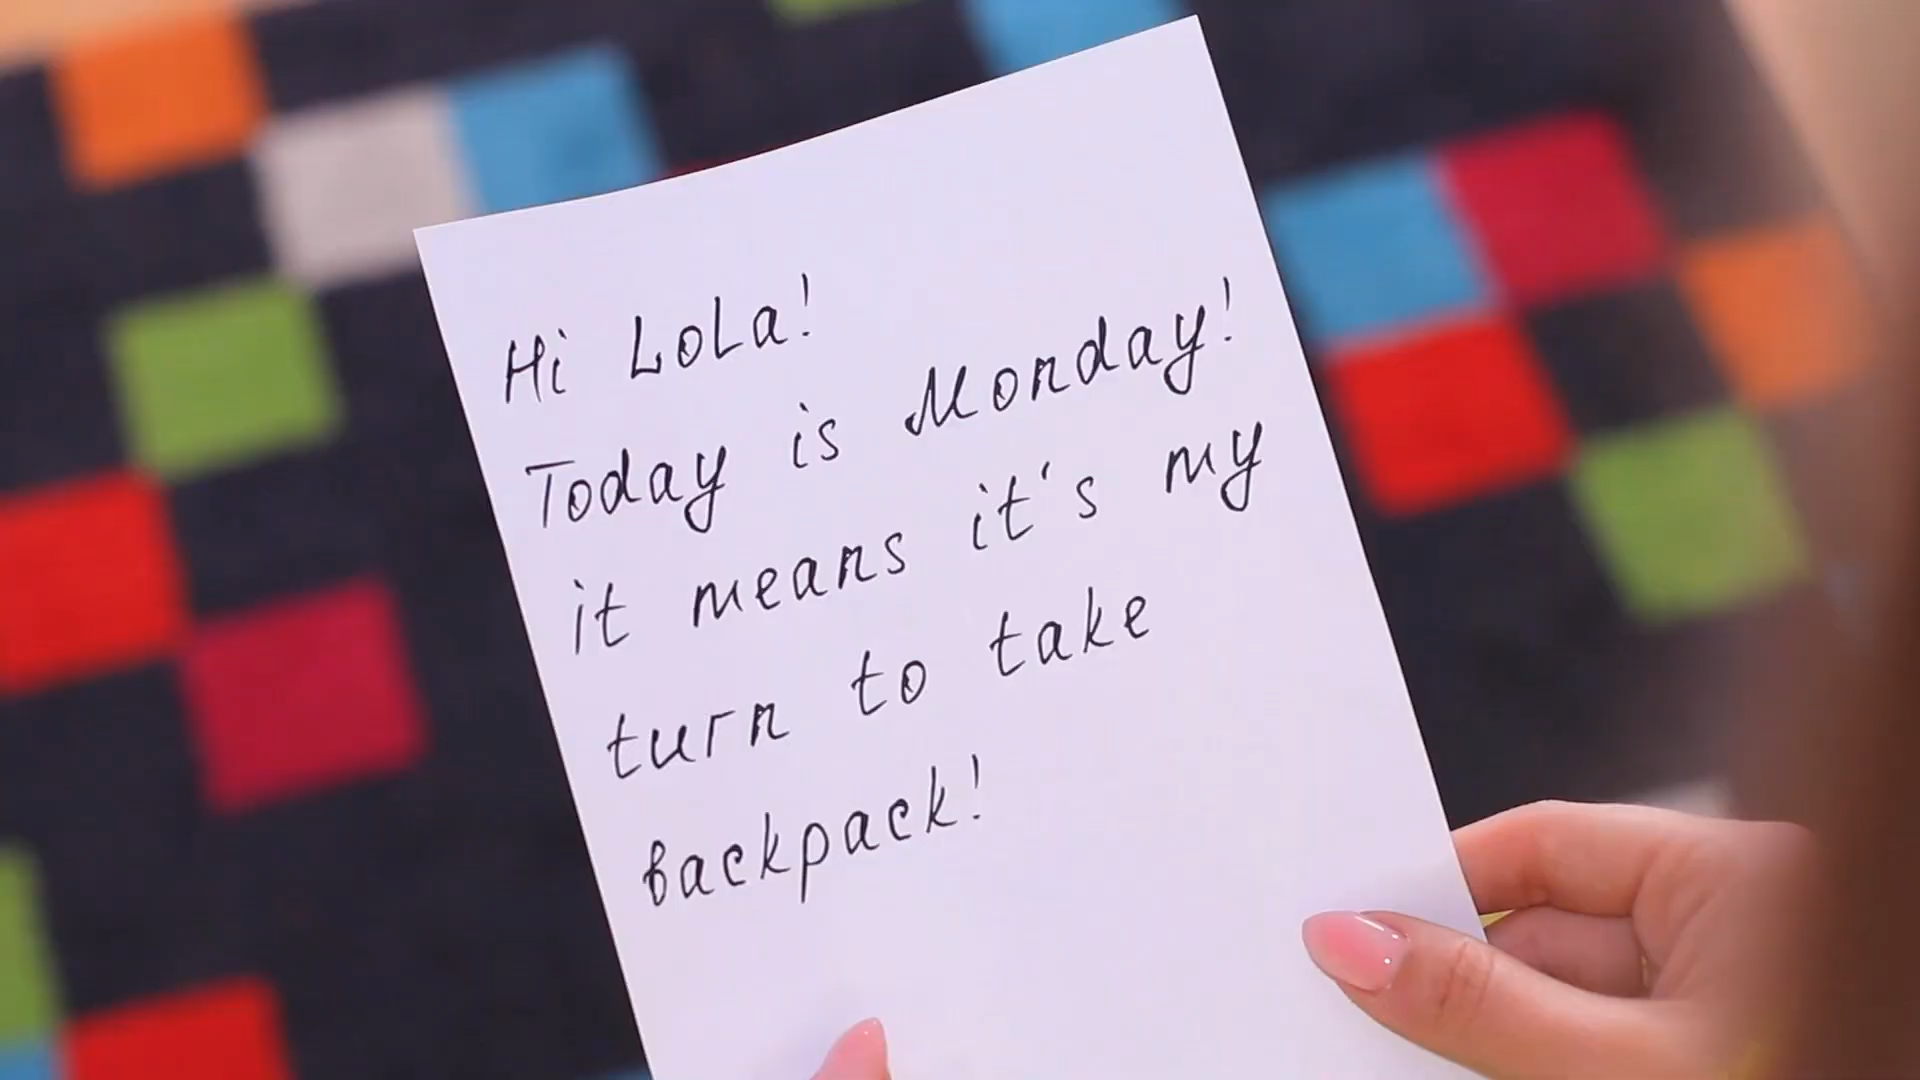 Hi LoLa!
Today is Monday!
it means it's my
turn to take
backpack!